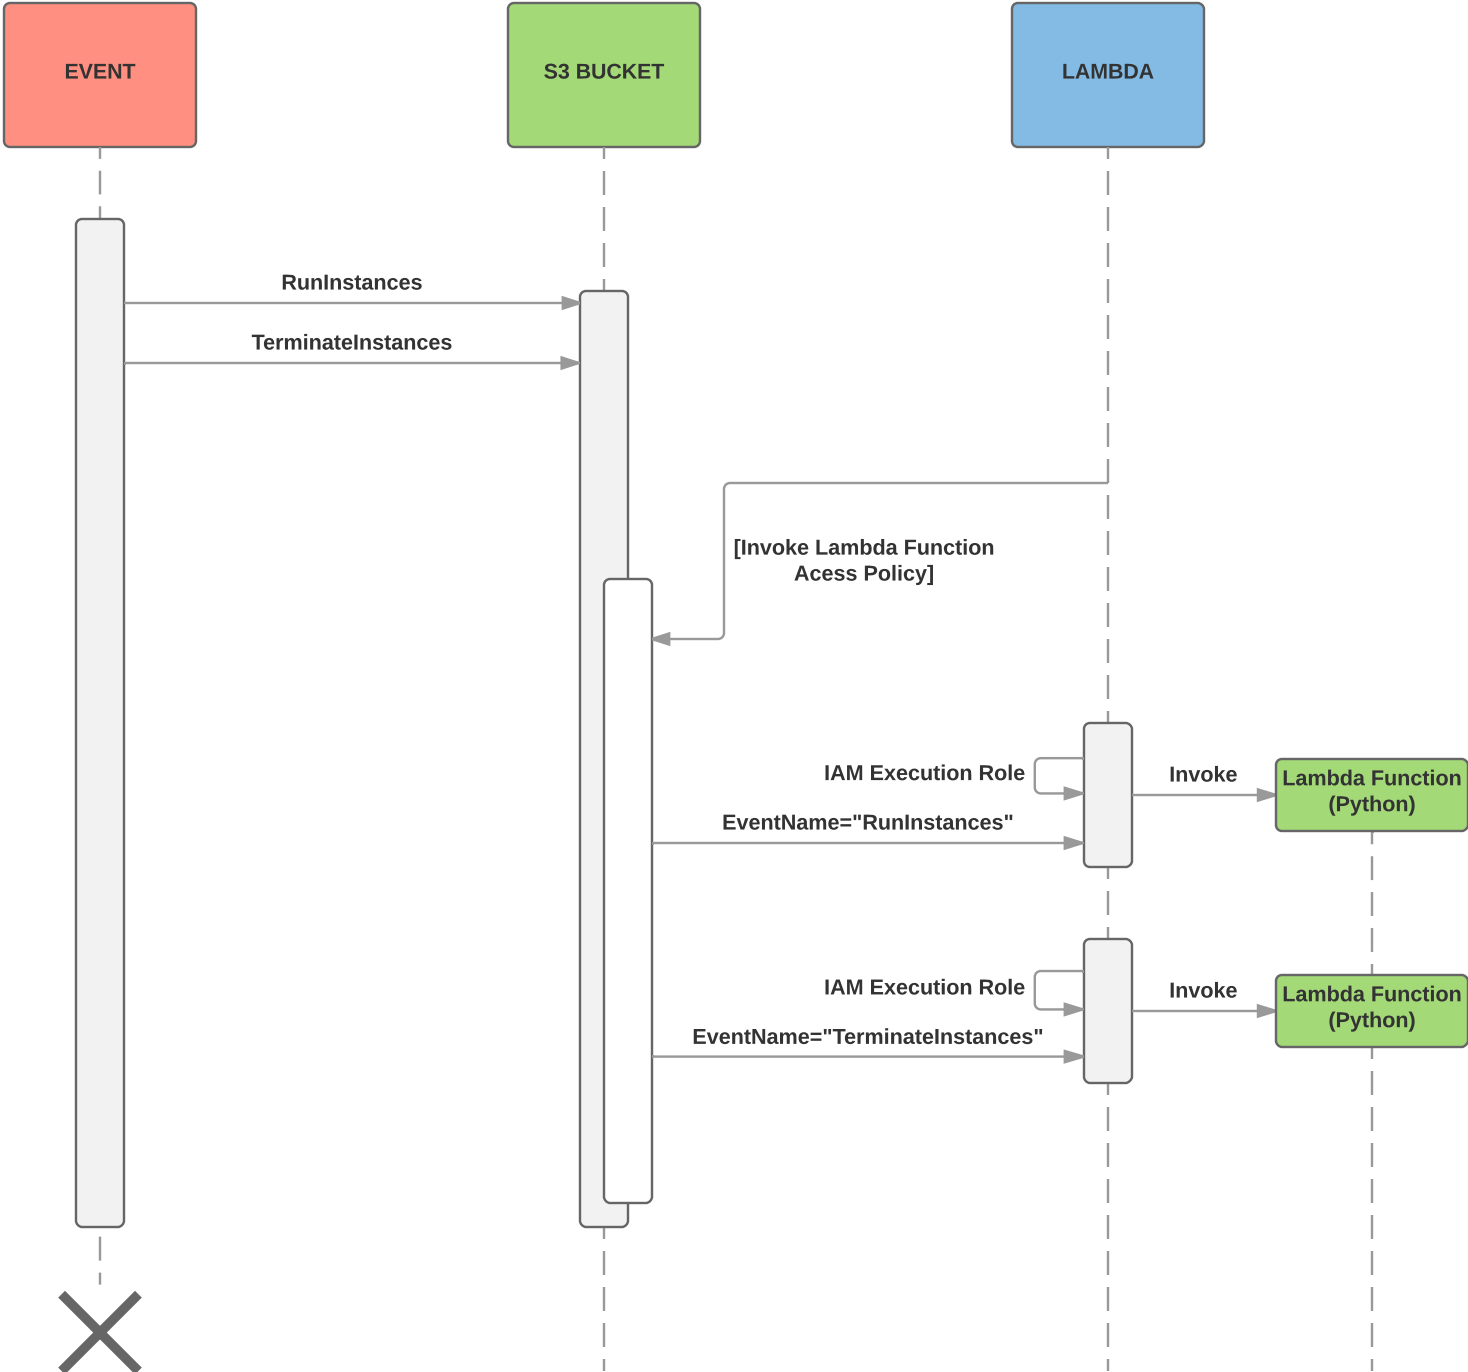 EVENT
S3 BUCKET
LAMBDA
RunInstances
TerminateInstances
[Invoke Lambda Function
Acess Policy]
IAM Execution Role
Invoke
Lambda Function
(Python)
EventName="RunInstances"
IAM Execution Role
Invoke
Lambda Function
(Python)
EventName="TerminateInstances"